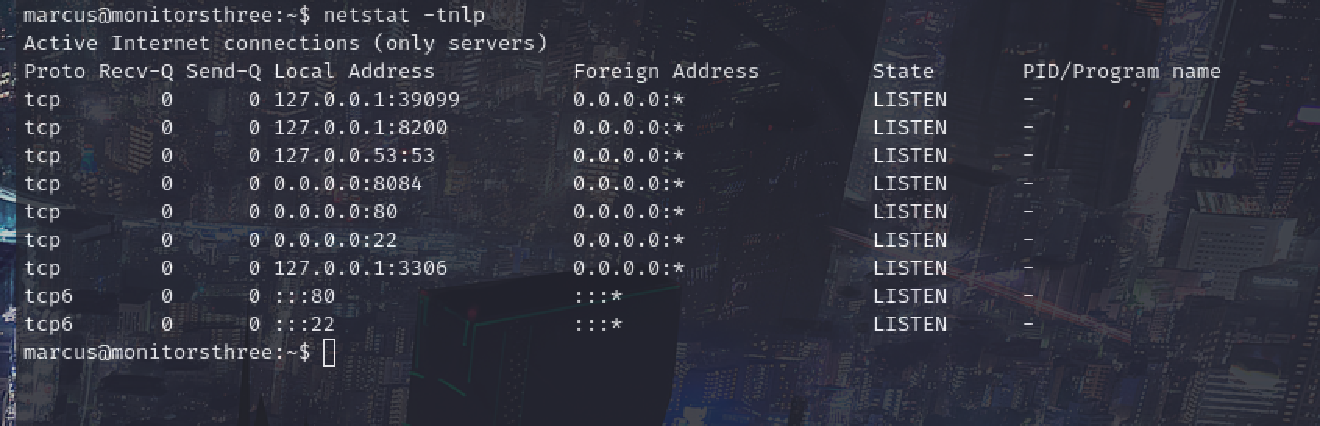 marcus@monitorsthree:~$ netstat -tnlp
Active Internet connections (only servers)
Proto Recv-Q Send-Q Local Address           Foreign Address         State       PID/Program name
tcp        0      0 127.0.0.1:39099         0.0.0.0:*               LISTEN      -
tcp        0      0 127.0.0.1:8200          0.0.0.0:*               LISTEN      -
tcp        0      0 127.0.0.53:53           0.0.0.0:*               LISTEN      -
tcp        0      0 0.0.0.0:8084            0.0.0.0:*               LISTEN      -
tcp        0      0 0.0.0.0:80              0.0.0.0:*               LISTEN      -
tcp        0      0 0.0.0.0:22              0.0.0.0:*               LISTEN      -
tcp        0      0 127.0.0.1:3306          0.0.0.0:*               LISTEN      -
tcp6       0      0 :::80                   :::*                    LISTEN      -
tcp6       0      0 :::22                   :::*                    LISTEN      -
marcus@monitorsthree:~$